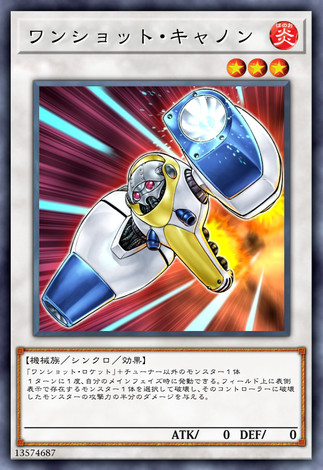 ワンショット・キャノン
炎
【機械族／シンクロ／効果】
「ワンショット・ロケット」＋チューナー以外のモンスター１体
１ターンに１度、自分のメインフェイズ時に発動できる。フィールド上に表側
表示で存在するモンスター１体を選択して破壊し、そのコントローラーに破壊
したモンスターの攻撃力の半分のダメージを与える。
ATK/ 0 DEF/ 0
13574687